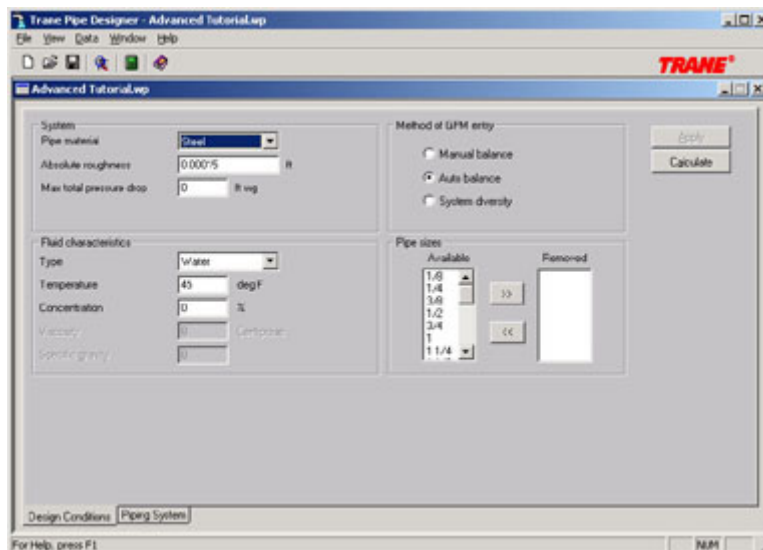 Trane Pipe Designer - Advanced Tutorial.wp
File View Data Window Help
TRANE®
Advanced Tutorial.wp
System
Pipe material Steel
Absolute roughness 0.00015 ft
Max total pressure drop 0 ft wg
Method of GPM entry
Manual balance
Auto balance
System diversity
Apply
Calculate
Fluid characteristics
Type Water
Temperature 45 deg F
Concentration 0 %
Viscosity 0 Centipoise
Specific gravity 0
Pipe sizes
Available
1/8
1/4
3/8
1/2
3/4
1
1 1/4
>>
<<
Removed
Design Conditions Piping System
For Help, press F1
NUM